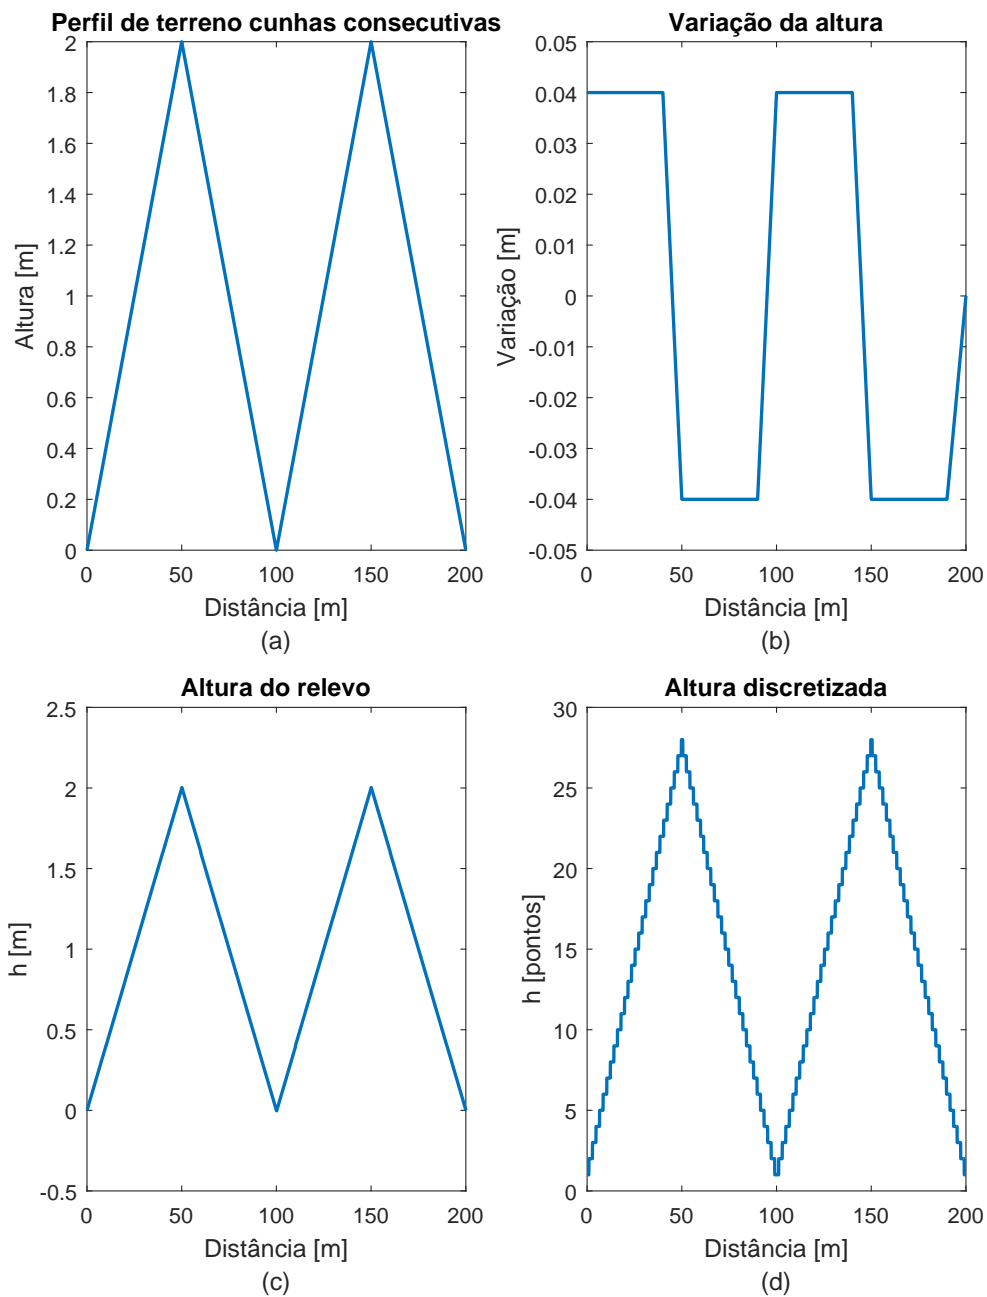 Perfil de terreno cunhas consecutivas
2
1.8
1.6
1.4
1.2
1
0.8
0.6
0.4
0.2
0
Altura [m]
0 50 100 150 200
Distância [m]
(a)
Variação da altura
0.05
0.04
0.03
0.02
0.01
0
-0.01
-0.02
-0.03
-0.04
-0.05
Variação [m]
0 50 100 150 200
Distância [m]
(b)
Altura do relevo
2.5
2
1.5
1
0.5
0
-0.5
h [m]
0 50 100 150 200
Distância [m]
(c)
Altura discretizada
30
25
20
15
10
5
0
h [pontos]
0 50 100 150 200
Distância [m]
(d)